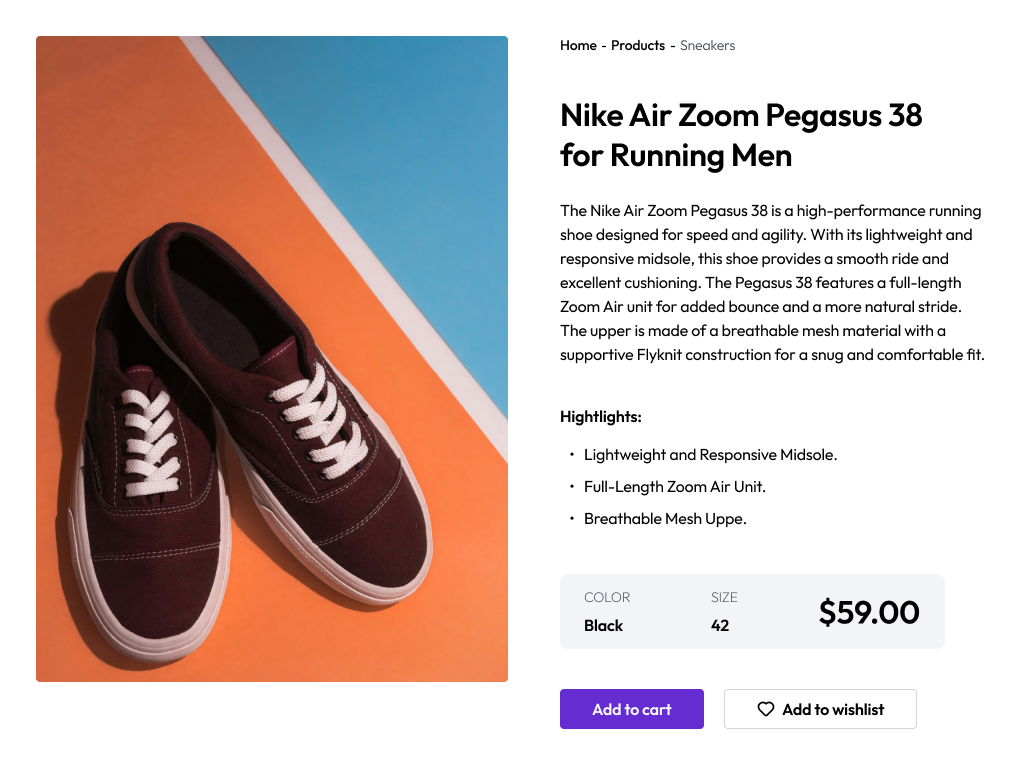 Home - Products - Sneakers
Nike Air Zoom Pegasus 38
for Running Men
The Nike Air Zoom Pegasus 38 is a high-performance running
shoe designed for speed and agility. With its lightweight and
responsive midsole, this shoe provides a smooth ride and
excellent cushioning. The Pegasus 38 features a full-length
Zoom Air unit for added bounce and a more natural stride.
The upper is made of a breathable mesh material with a
supportive Flyknit construction for a snug and comfortable fit.
Hightlights:
• Lightweight and Responsive Midsole.
• Full-Length Zoom Air Unit.
• Breathable Mesh Uppe.
COLOR SIZE
Black 42
$59.00
Add to cart Add to wishlist